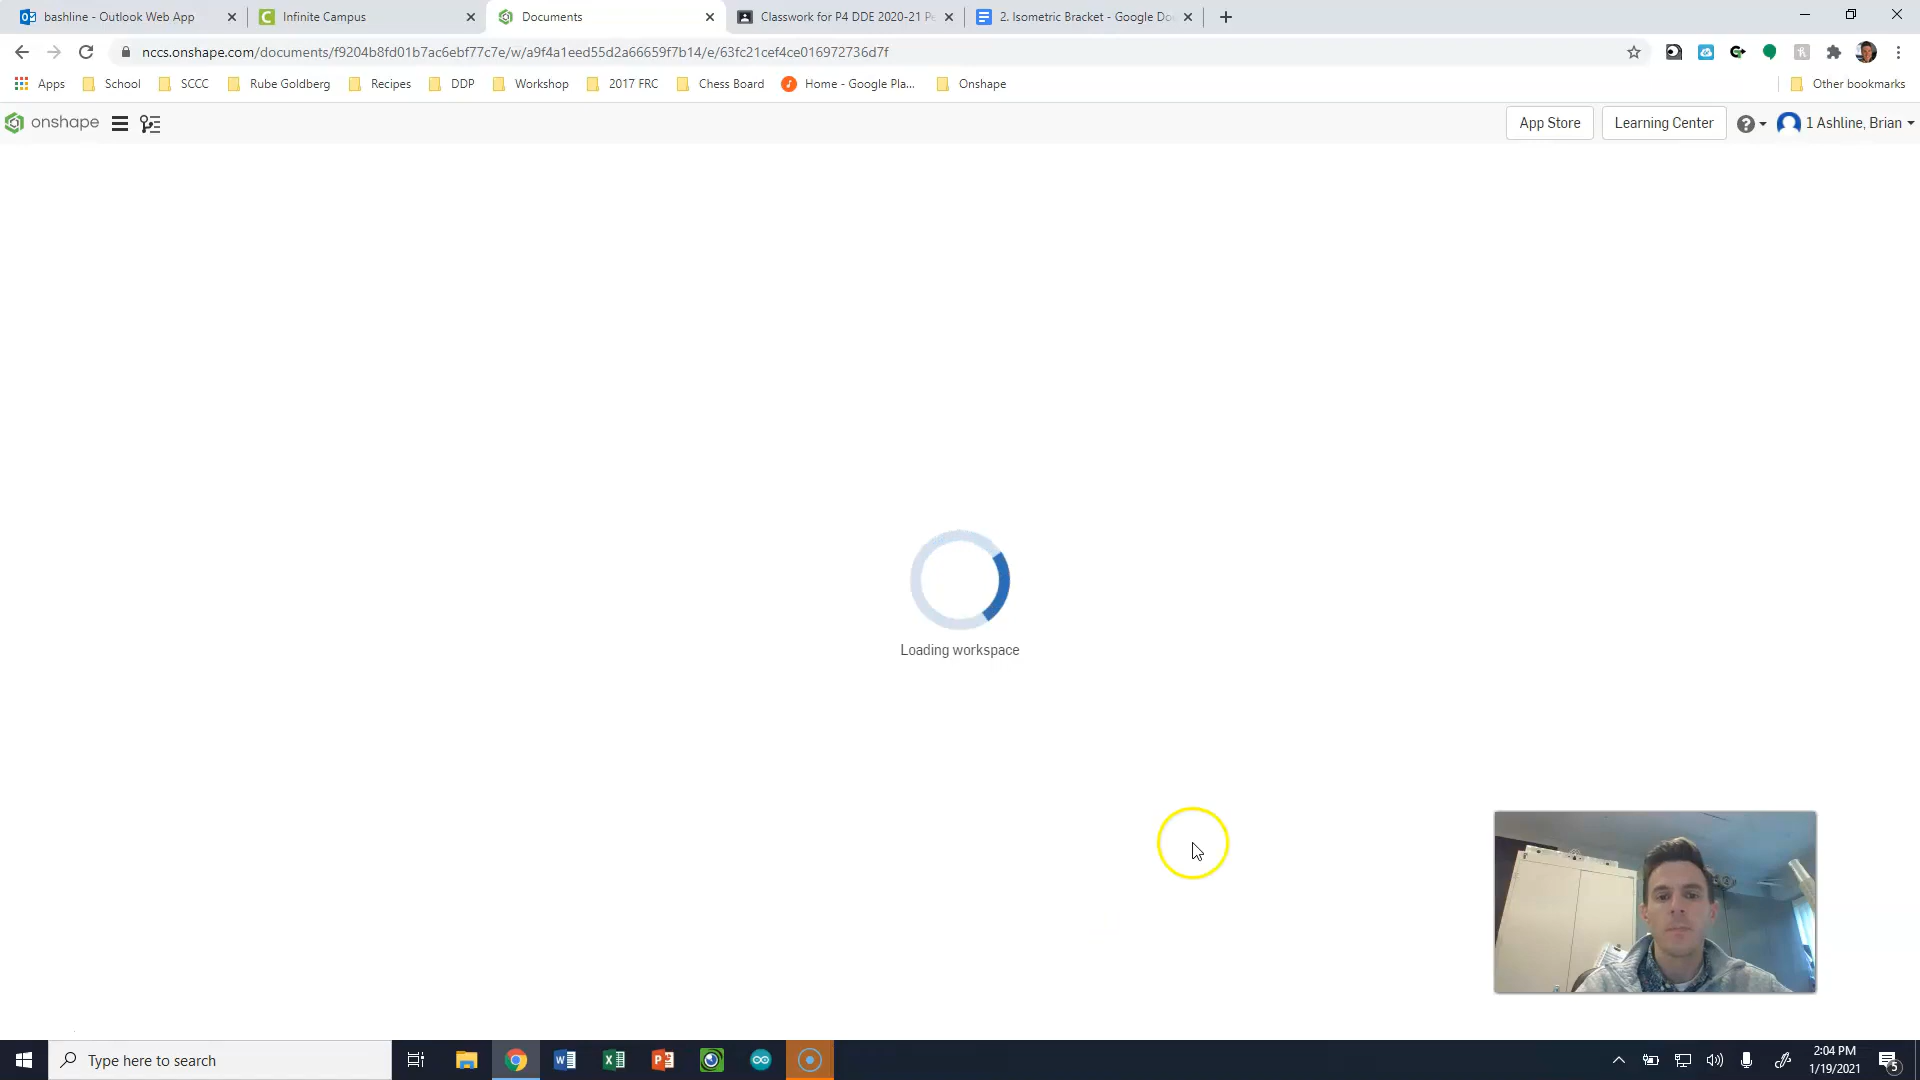 bashline - Outlook Web App
Infinite Campus
Documents
Classwork for P4 DDE 2020-21 Pe
2. Isometric Bracket - Google Do
nccs.onshape.com/documents/f9204b8fd01b7ac6ebf77c7e/w/a9f4a1eed55d2a66659f7b14/e/63fc21cef4ce016972736d7f
Apps School SCCC Rube Goldberg Recipes DDP Workshop 2017 FRC Chess Board Home - Google Pla... Onshape Other bookmarks
onshape
App Store
Learning Center
1 Ashline, Brian
Loading workspace
Type here to search
2:04 PM
1/19/2021
5